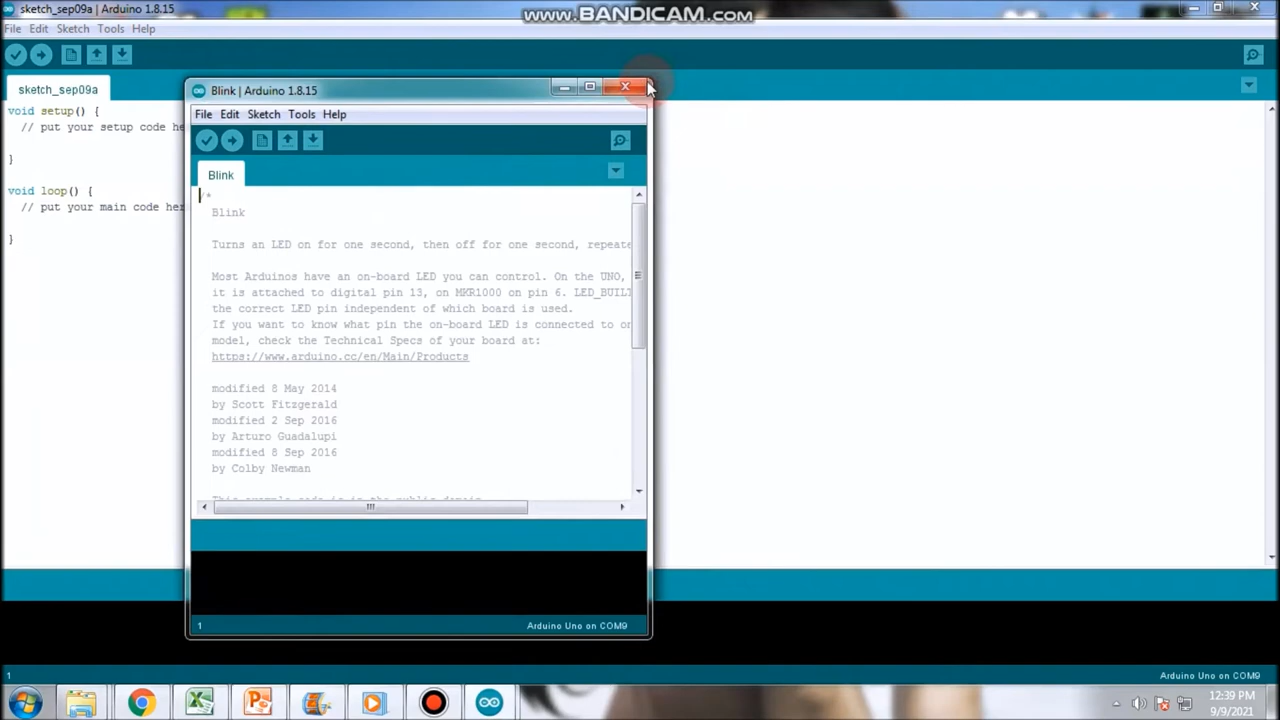 sketch_sep09a | Arduino 1.8.15
www.BANDICAM.com
File Edit Sketch Tools Help
sketch_sep09a
void setup() {
// put your setup code he

}

void loop() {
// put your main code her

}
Blink | Arduino 1.8.15
File Edit Sketch Tools Help
Blink
/*
Blink

Turns an LED on for one second, then off for one second, repeate

Most Arduinos have an on-board LED you can control. On the UNO,
it is attached to digital pin 13, on MKR1000 on pin 6. LED_BUILT
the correct LED pin independent of which board is used.
If you want to know what pin the on-board LED is connected to on
model, check the Technical Specs of your board at:
https://www.arduino.cc/en/Main/Products

modified 8 May 2014
by Scott Fitzgerald
modified 2 Sep 2016
by Arturo Guadalupi
modified 8 Sep 2016
by Colby Newman

This example code is in the public domain
1
Arduino Uno on COM9
1
Arduino Uno on COM9
12:39 PM
9/9/2021